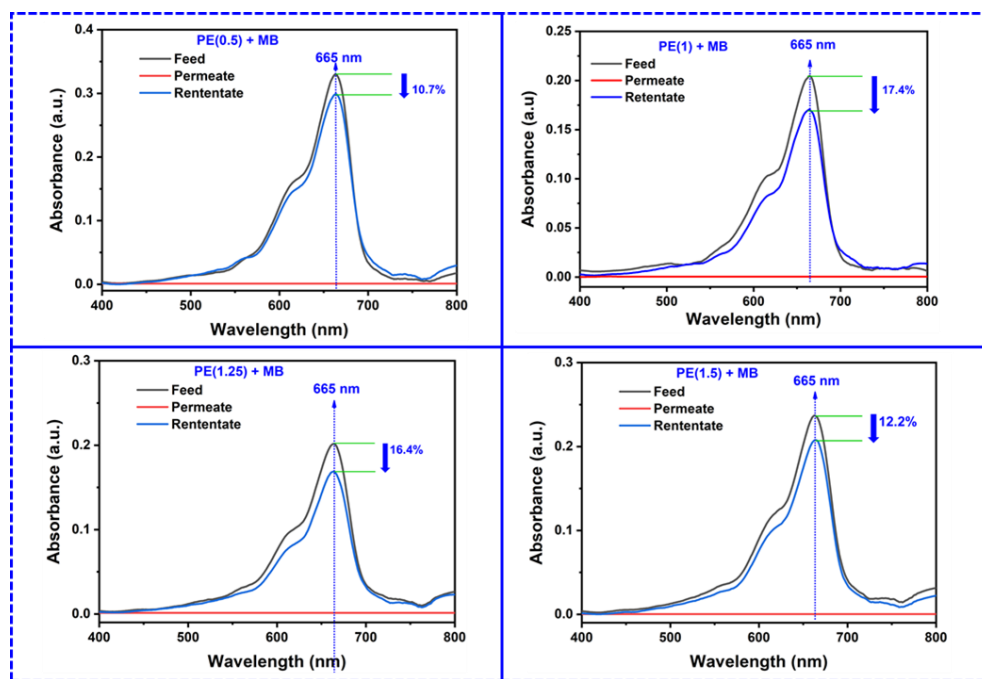 PE(0.5) + MB
665 nm
Feed
Permeate
Rententate
10.7%
0.4
0.3
0.2
0.1
0.0
Absorbance (a.u.)
400
500
600
700
800
Wavelength (nm)
PE(1) + MB
665 nm
Feed
Permeate
Retentate
17.4%
0.25
0.20
0.15
0.10
0.05
0.00
Absorbance (a.u)
400
500
600
700
800
Wavelength (nm)
PE(1.25) + MB
665 nm
Feed
Permeate
Rententate
16.4%
0.3
0.2
0.1
0.0
Absorbance (a.u.)
400
500
600
700
800
Wavelength (nm)
PE(1.5) + MB
665 nm
Feed
Permeate
Rententate
12.2%
0.3
0.2
0.1
0.0
Absorbance (a.u.)
400
500
600
700
800
Wavelength (nm)